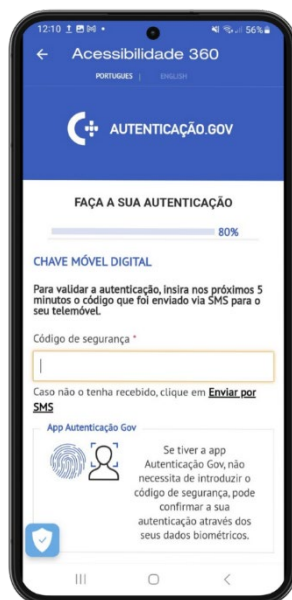 12:10
56%
Acessibilidade 360
PORTUGUES | ENGLISH
AUTENTICAÇÃO.GOV
FAÇA A SUA AUTENTICAÇÃO
80%
CHAVE MÓVEL DIGITAL
Para validar a autenticação, insira nos próximos 5
minutos o código que foi enviado via SMS para o
seu telemóvel.
Código de segurança *
Caso não o tenha recebido, clique em Enviar por
SMS
App Autenticação Gov
Se tiver a app
Autenticação Gov, não
necessita de introduzir o
código de segurança, pode
confirmar a sua
autenticação através dos
seus dados biométricos.